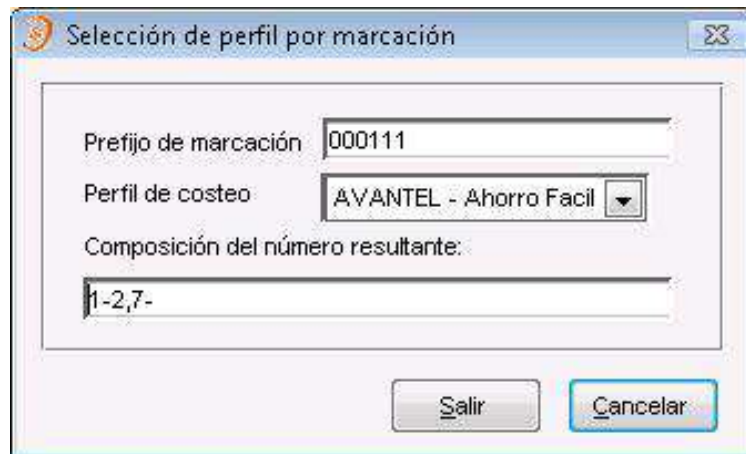 Selección de perfil por marcación
Prefijo de marcación 000111
Perfil de costeo AVANTEL - Ahorro Facil
Composición del número resultante:
1-2,7-
Salir Cancelar